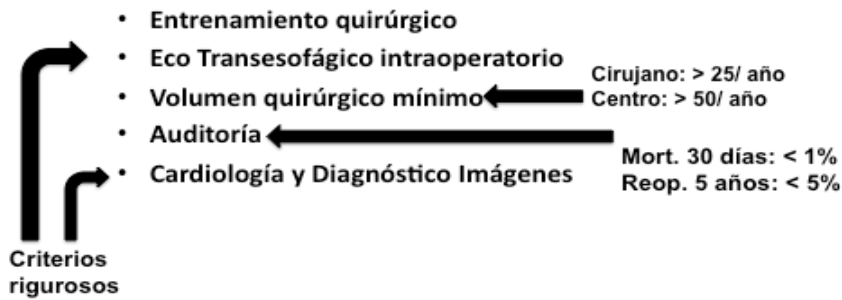 • Entrenamiento quirúrgico
• Eco Transesofágico intraoperatorio
• Volumen quirúrgico mínimo
Cirujano: > 25/ año
Centro: > 50/ año
• Auditoría
Mort. 30 días: < 1%
Reop. 5 años: < 5%
• Cardiología y Diagnóstico Imágenes
Criterios
rigurosos